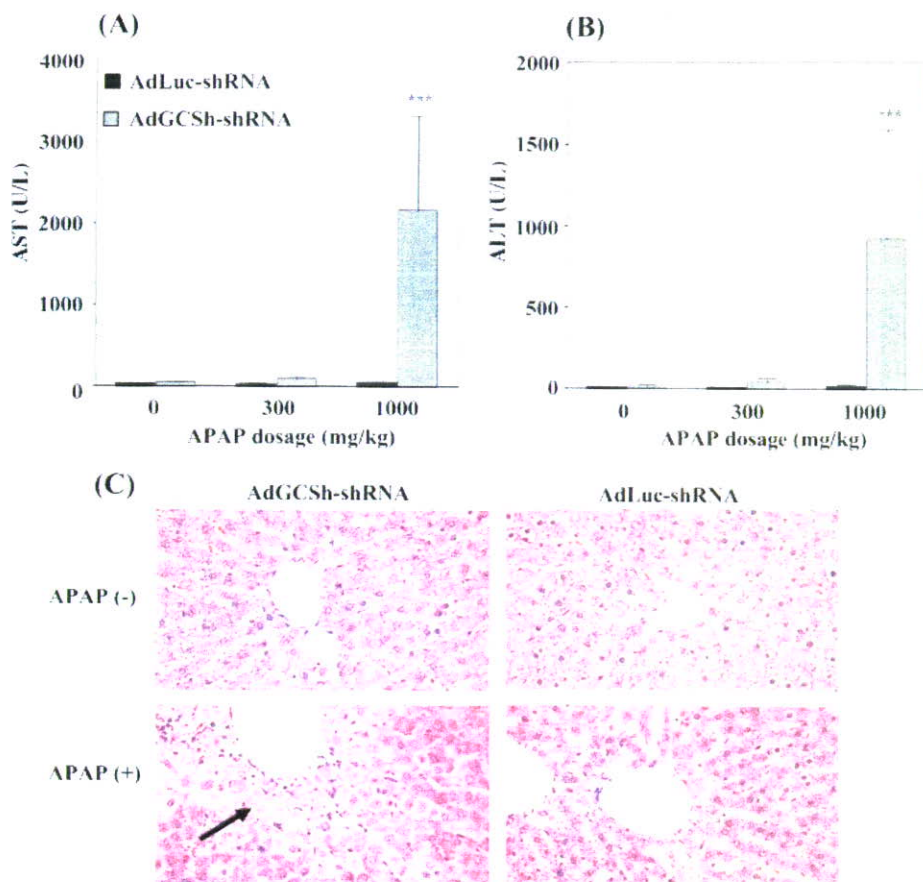 (A)
4000
3000
2000
1000
0
AST (U/L)
AdLuc-shRNA
AdGCSh-shRNA
***
0 300 1000
APAP dosage (mg/kg)
(B)
2000
1500
1000
500
0
ALT (U/L)
***
0 300 1000
APAP dosage (mg/kg)
(C)
AdGCSh-shRNA AdLuc-shRNA
APAP (-)
APAP (+)